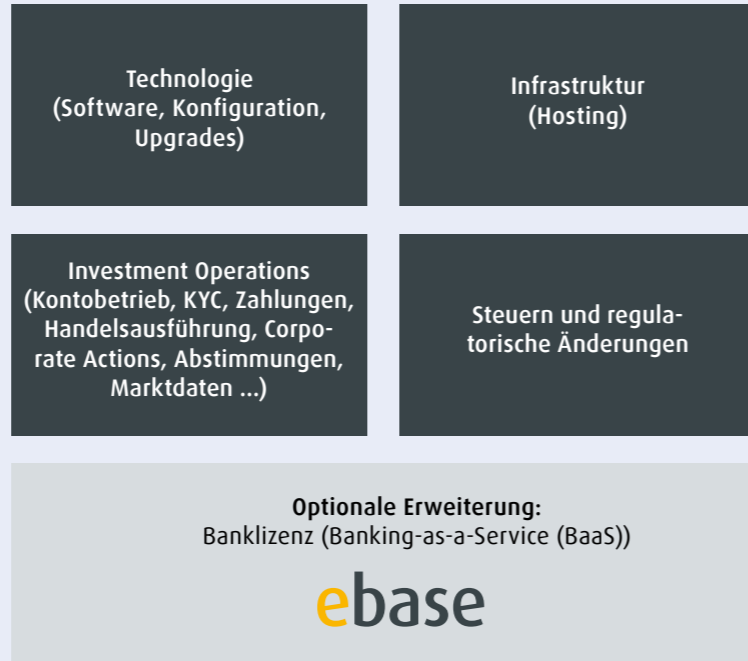 Technologie
(Software, Konfiguration,
Upgrades)
Infrastruktur
(Hosting)
Investment Operations
(Kontobetrieb, KYC, Zahlungen,
Handelsausführung, Corpo-
rate Actions, Abstimmungen,
Marktdaten ...)
Steuern und regula-
torische Änderungen
Optionale Erweiterung:
Banklizenz (Banking-as-a-Service (BaaS))
ebase